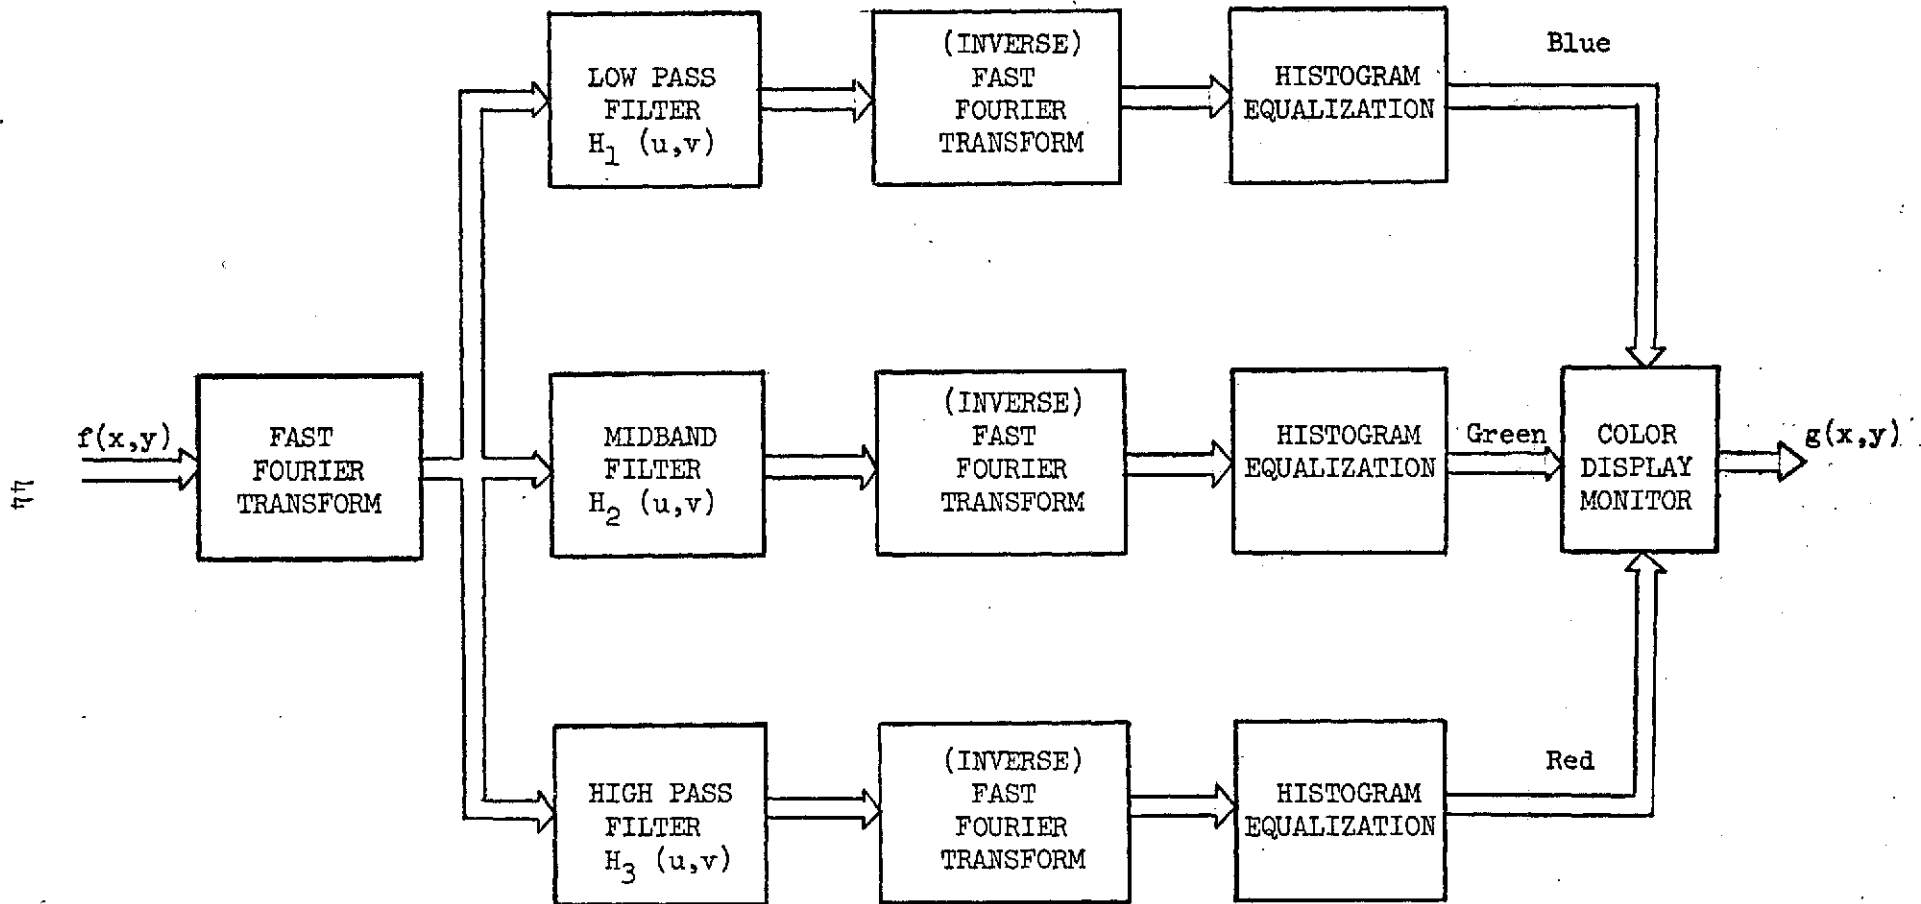 LOW PASS
FILTER
H1 (u,v)
(INVERSE)
FAST
FOURIER
TRANSFORM
HISTOGRAM
EQUALIZATION
Blue
f(x,y)
FAST
FOURIER
TRANSFORM
MIDBAND
FILTER
H2 (u,v)
(INVERSE)
FAST
FOURIER
TRANSFORM
HISTOGRAM
EQUALIZATION
Green
COLOR
DISPLAY
MONITOR
g(x,y)
HIGH PASS
FILTER
H3 (u,v)
(INVERSE)
FAST
FOURIER
TRANSFORM
HISTOGRAM
EQUALIZATION
Red
44